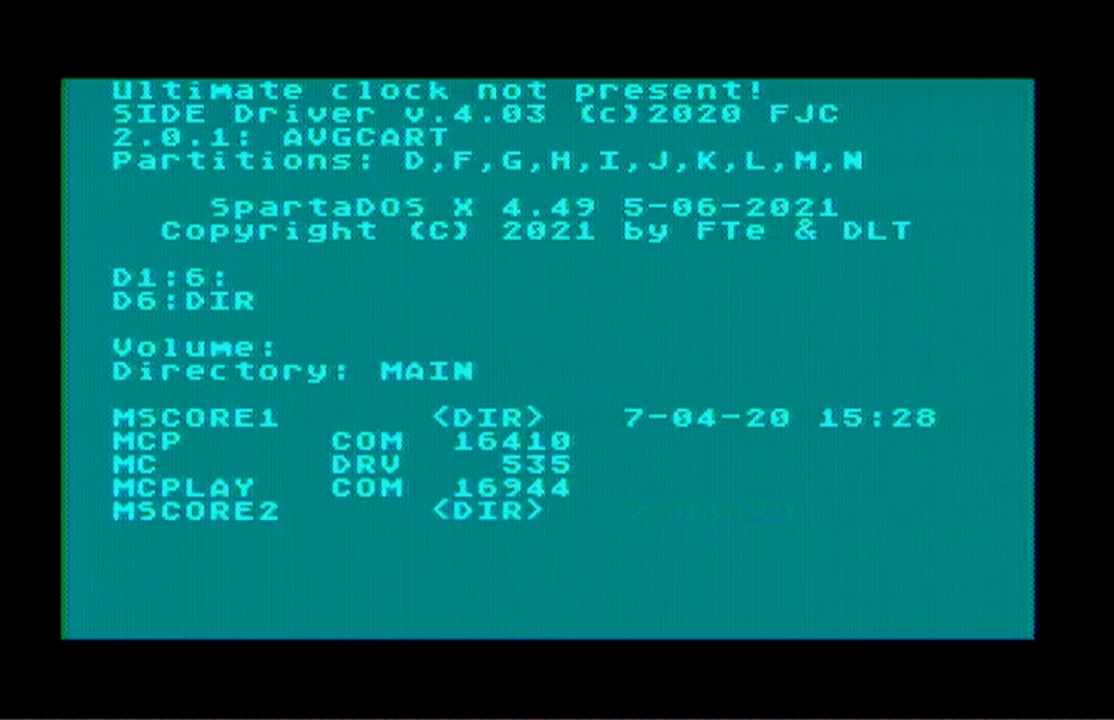 Ultimate clock not present!
SIDE Driver v.4.03 (c)2020 FJC
2.0.1: AVGCART
Partitions: D,F,G,H,I,J,K,L,M,N
SpartaDOS X 4.49 5-06-2021
Copyright (C) 2021 by FTe & DLT
D1:6:
D6:DIR
Volume:
Directory: MAIN
MSCORE1 <DIR> 7-04-20 15:28
MCP COM 16410
MC DRV 535
MCPLAY COM 16944
MSCORE2 <DIR>